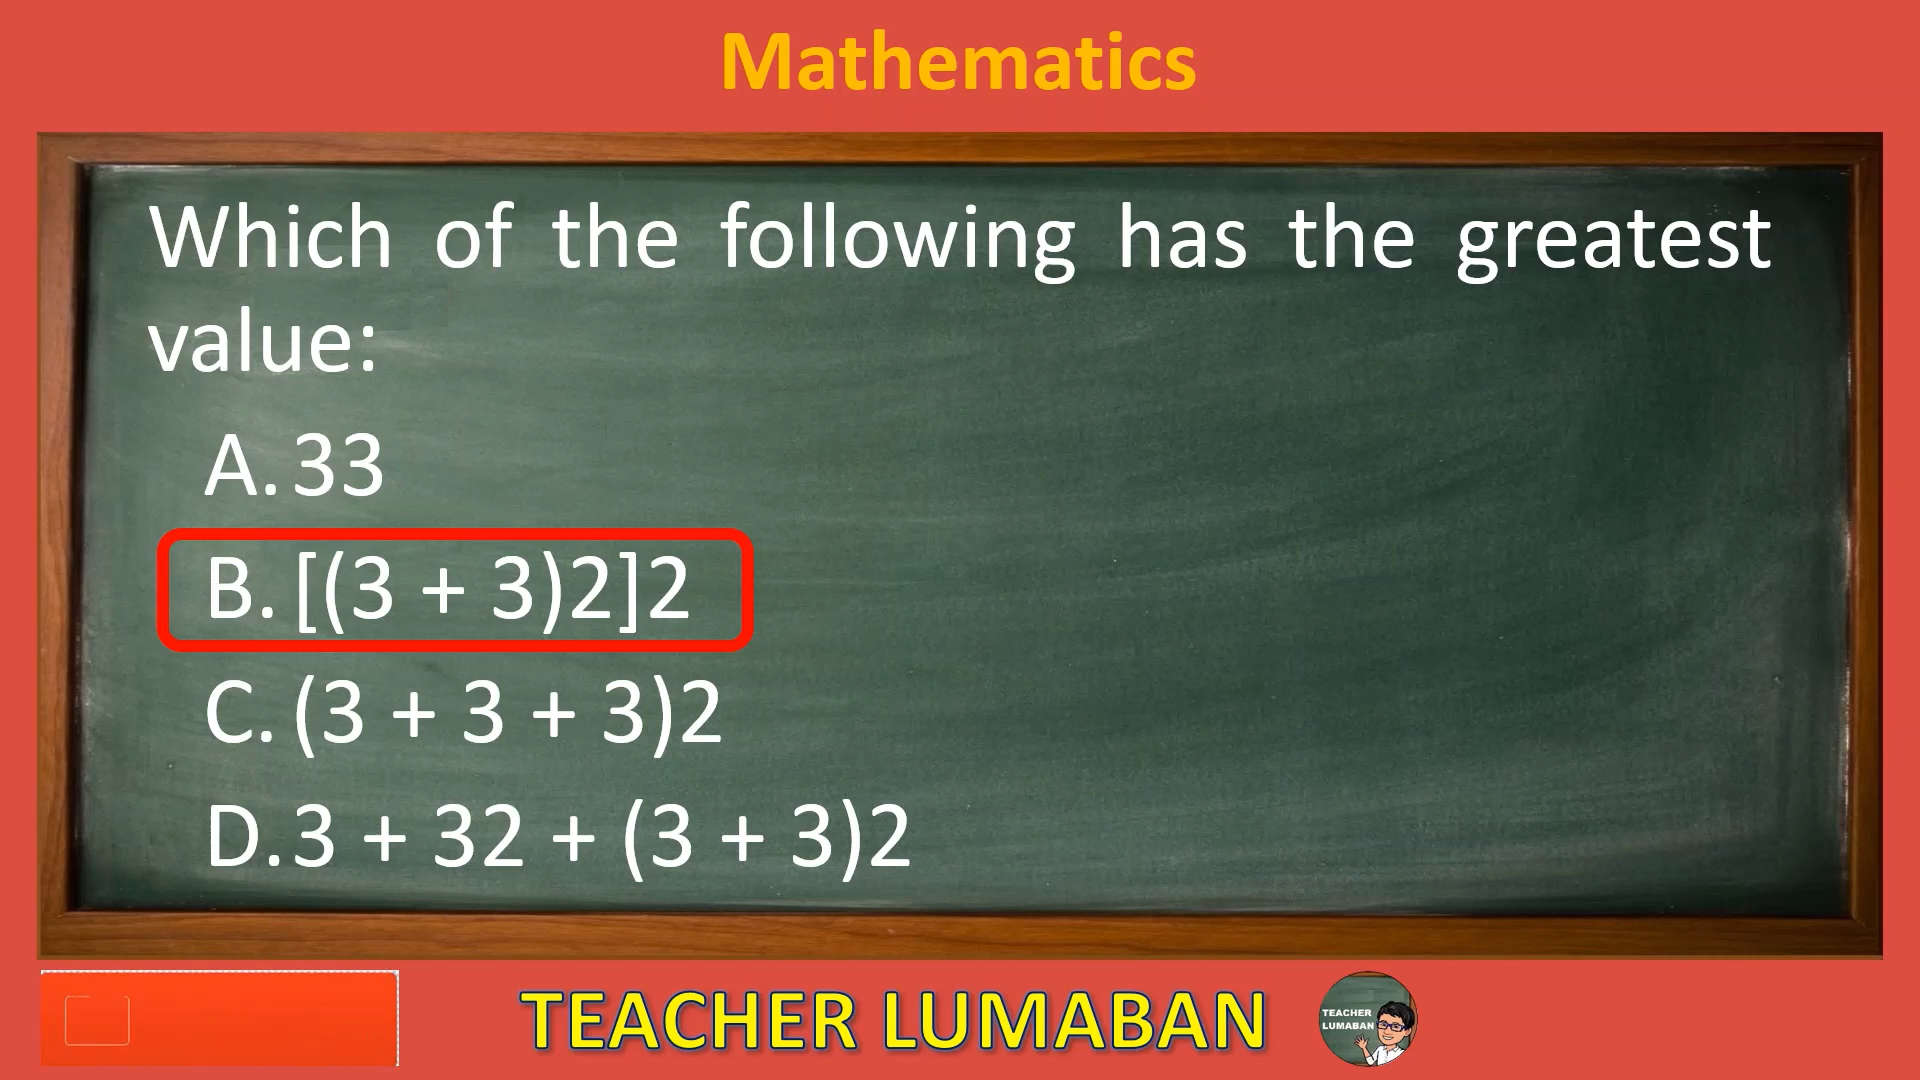 Mathematics
Which of the following has the greatest
value:
A. 33
B. [(3 + 3)2]2
C. (3 + 3 + 3)2
D. 3 + 32 + (3 + 3)2
TEACHER LUMABAN
TEACHER
LUMABAN